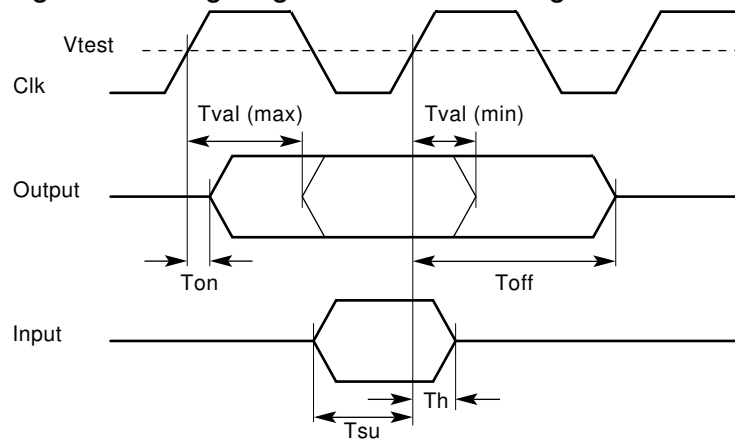 Vtest
Clk
Tval (max)
Tval (min)
Output
Ton
Toff
Input
Th
Tsu